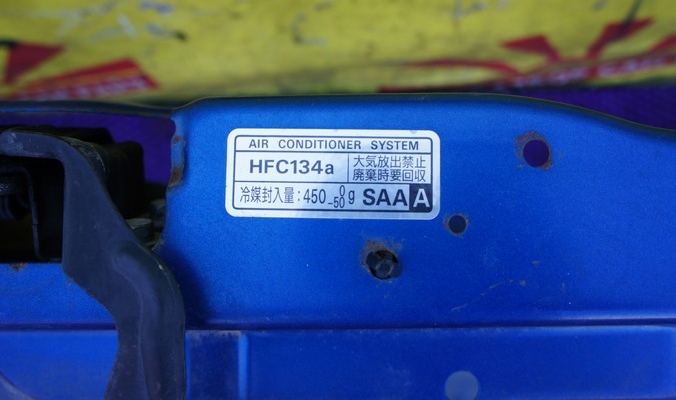 AIR CONDITIONER SYSTEM
HFC134a
大気放出禁止
廃棄時要回収
冷媒封入量:450 0 -50 g SAA A